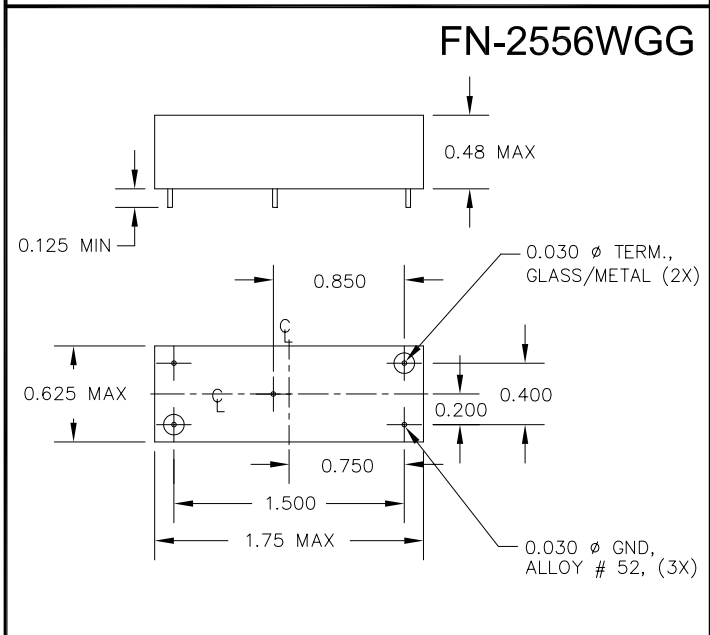 FN-2556WGG
0.48 MAX
0.125 MIN
0.030 ø TERM.,
GLASS/METAL (2X)
0.850
℄
0.625 MAX
℄
0.200
0.400
0.750
1.500
1.75 MAX
0.030 ø GND,
ALLOY # 52, (3X)